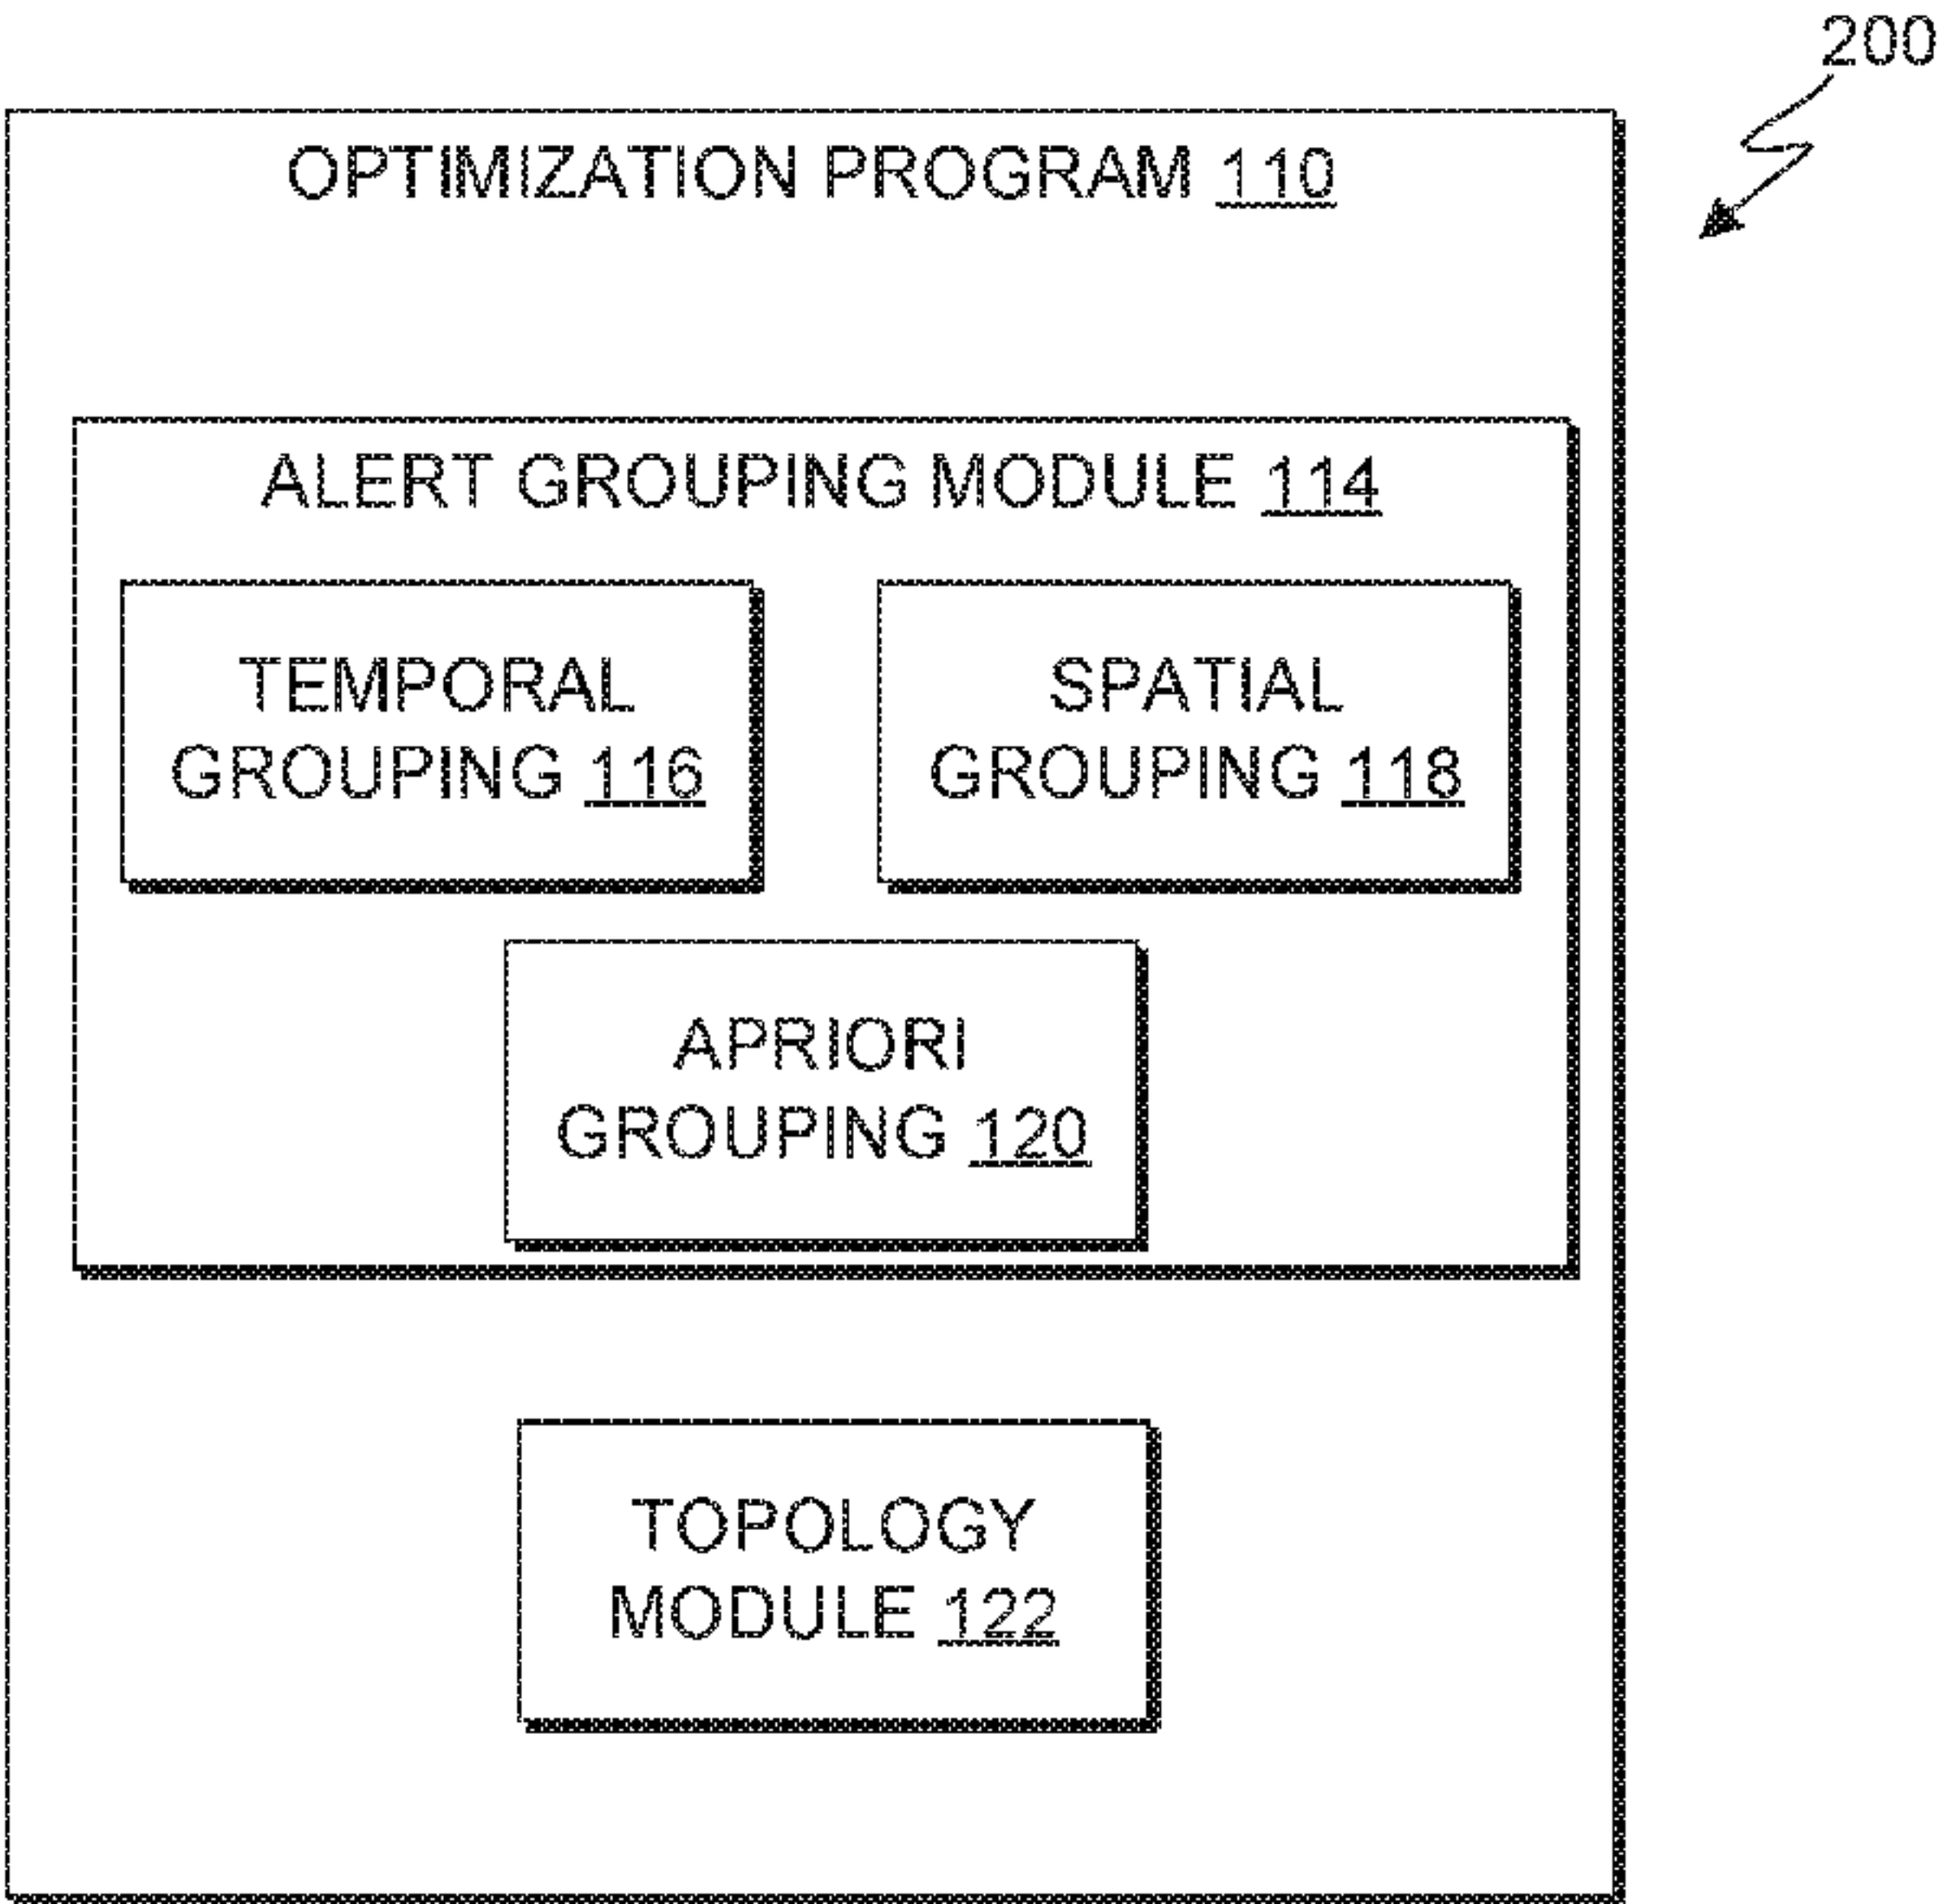 200
OPTIMIZATION PROGRAM 110
ALERT GROUPING MODULE 114
TEMPORAL
GROUPING 116
SPATIAL
GROUPING 118
APRIORI
GROUPING 120
TOPOLOGY
MODULE 122